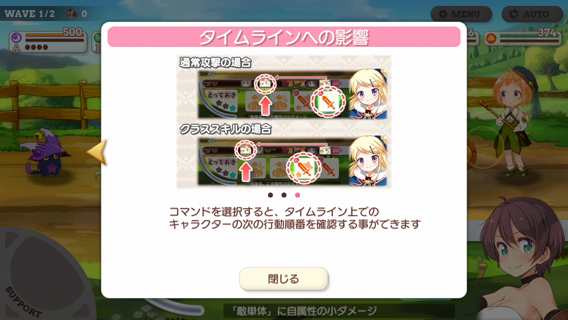 WAVE 1/2
0
MENU
AUTO
500
374
タイムラインへの影響
通常攻撃の場合
とっておき
クラススキルの場合
とっておき
コマンドを選択すると、タイムライン上での
キャラクターの次の行動順番を確認する事ができます
閉じる
SUPPORT
「敵単体」に自属性の小ダメージ